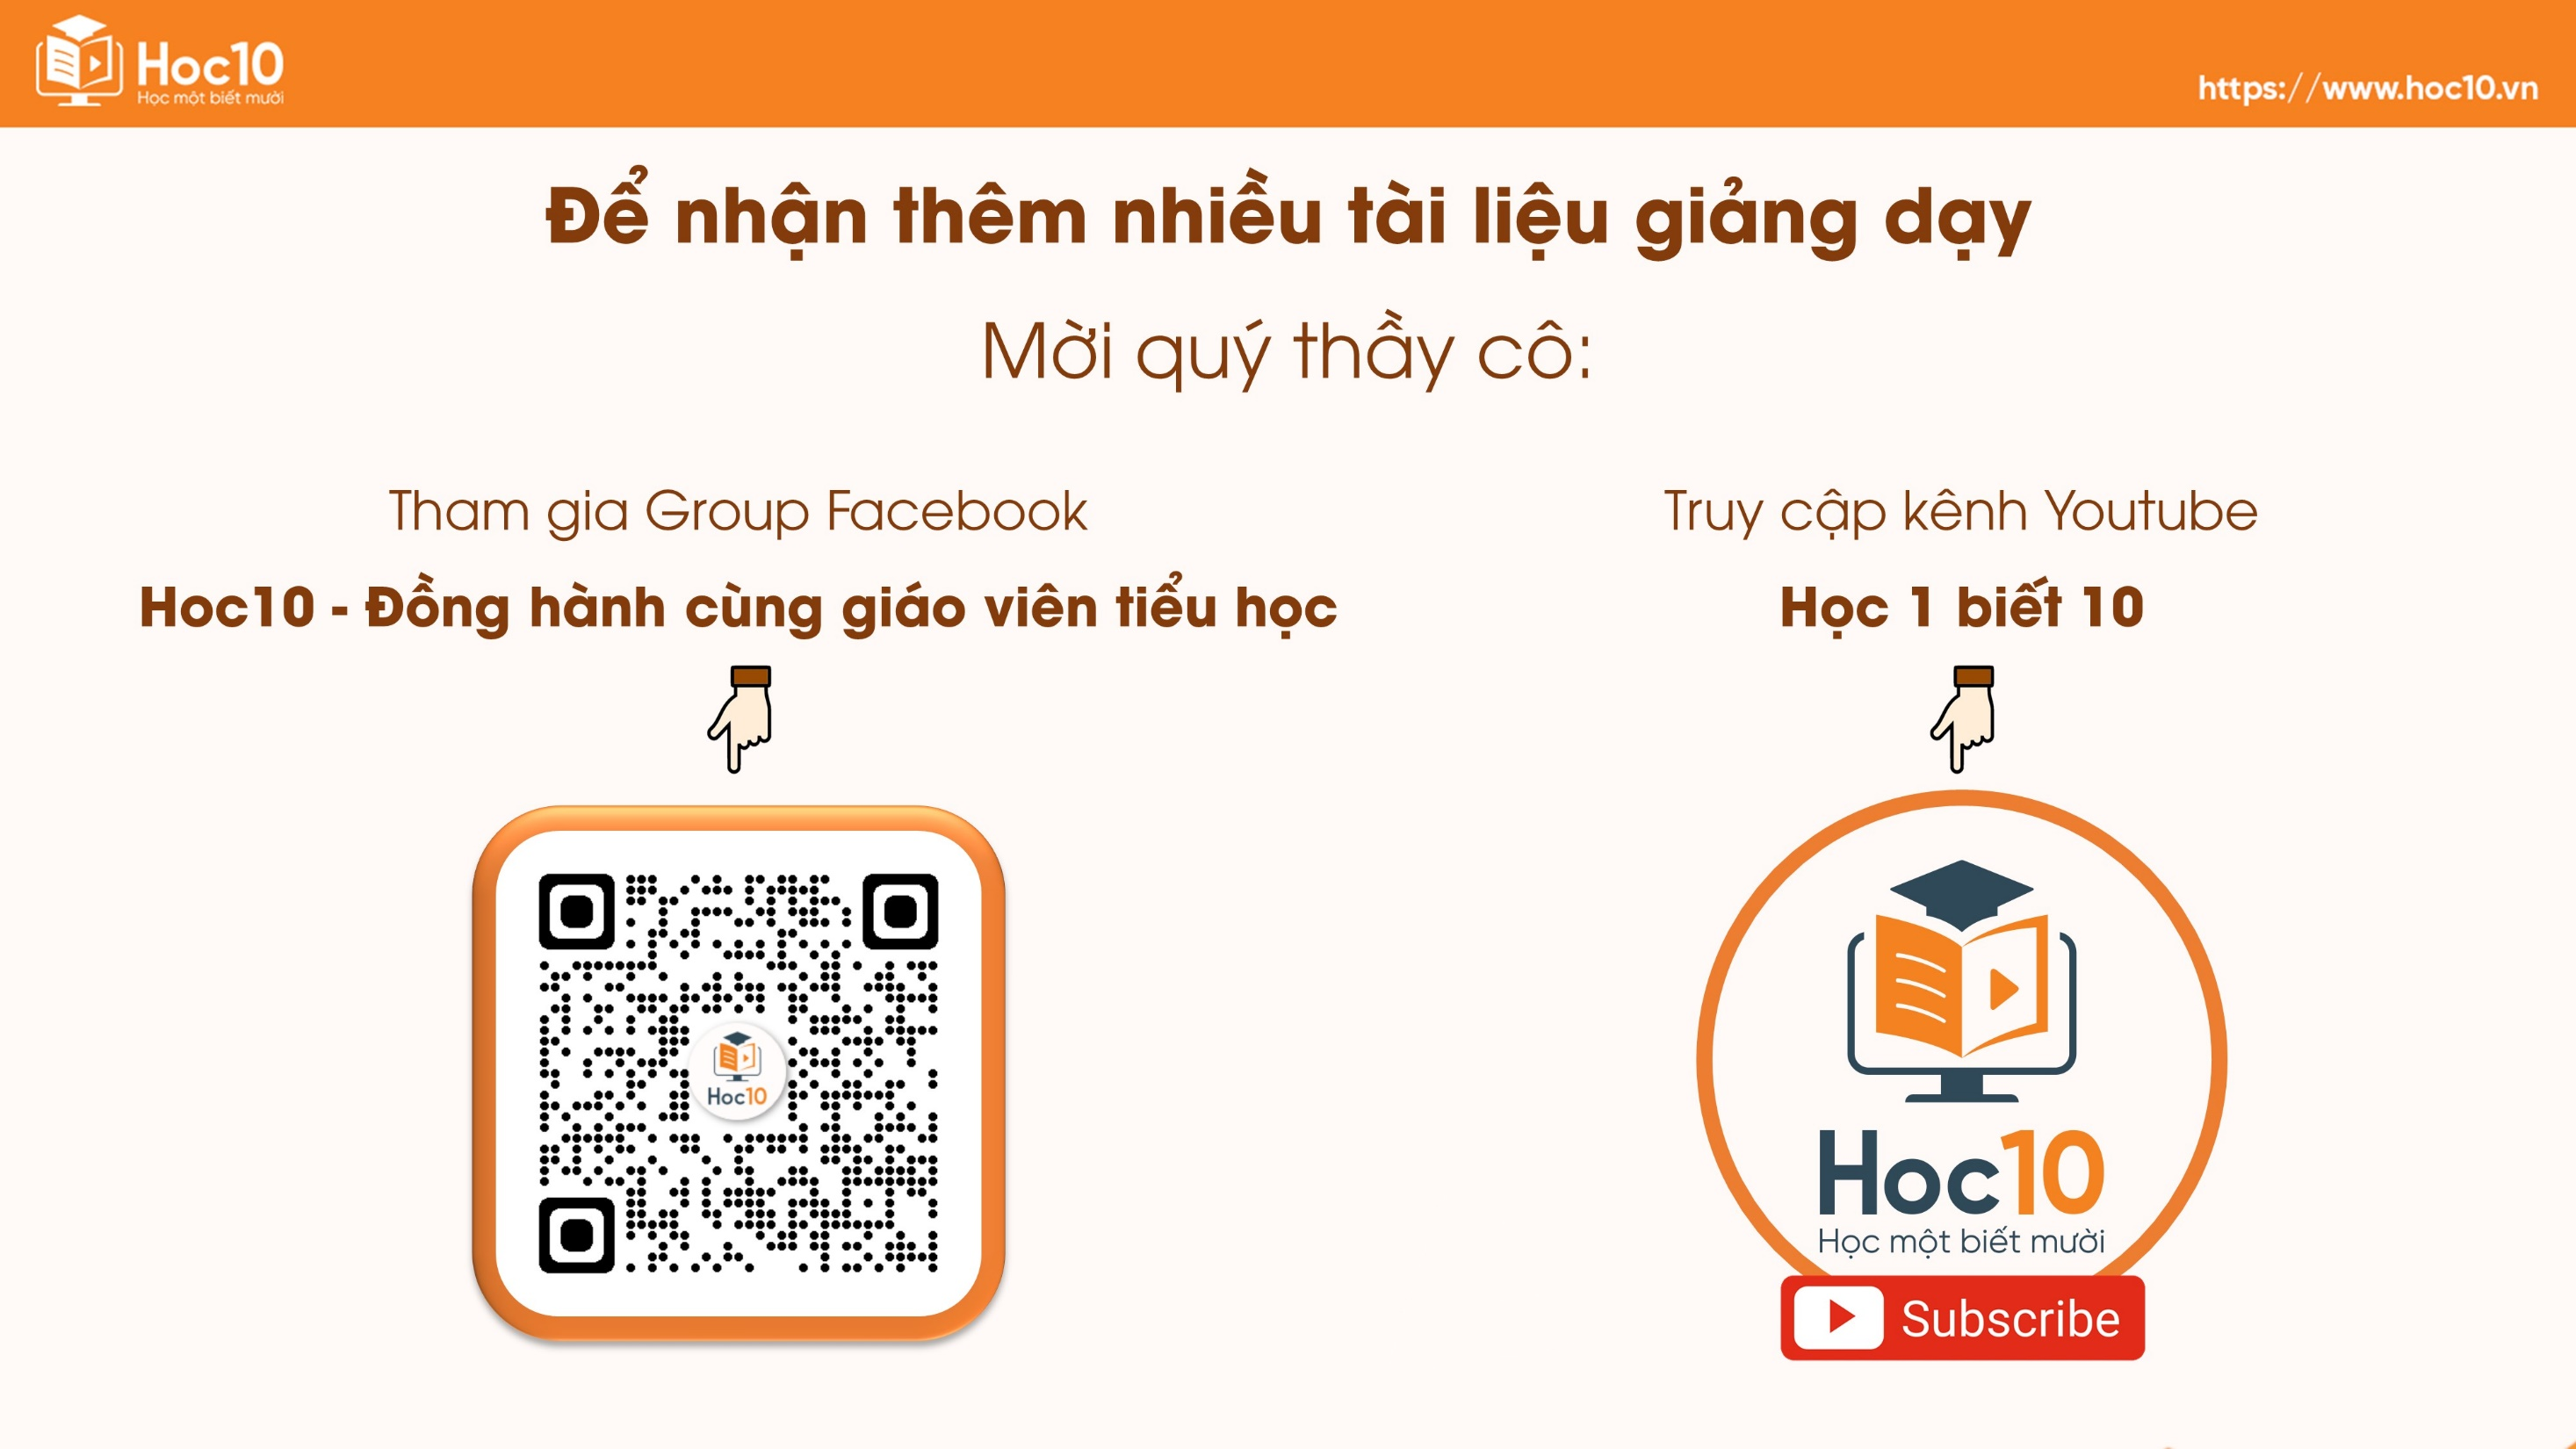 Hoc10
Học một biết mười
https://www.hoc10.vn
Để nhận thêm nhiều tài liệu giảng dạy
Mời quý thầy cô:
Tham gia Group Facebook
Hoc10 - Đồng hành cùng giáo viên tiểu học
Truy cập kênh Youtube
Học 1 biết 10
Hoc10
Hoc10
Học một biết mười
Subscribe